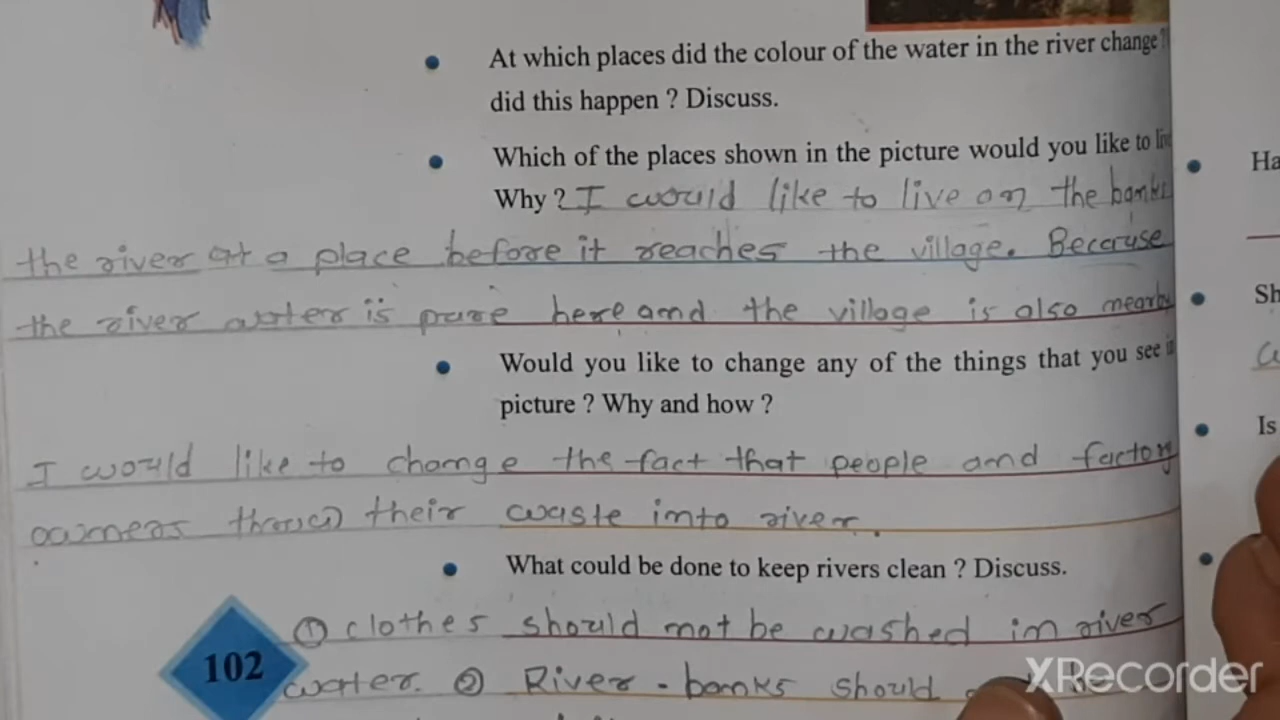 At which places did the colour of the water in the river change?
did this happen ? Discuss.
Which of the places shown in the picture would you like to
Why ? I would like to live on the banks
the river at a place before it reaches the village. Because
the river water is pure here and the village is also nearby
Would you like to change any of the things that you see
picture ? Why and how ?
I would like to change the fact that people and factory
owners throw their waste into river.
What could be done to keep rivers clean ? Discuss.
① clothes should not be washed in river
102
water. ② River-banks should
Ha
Sh
Is
XRecorder